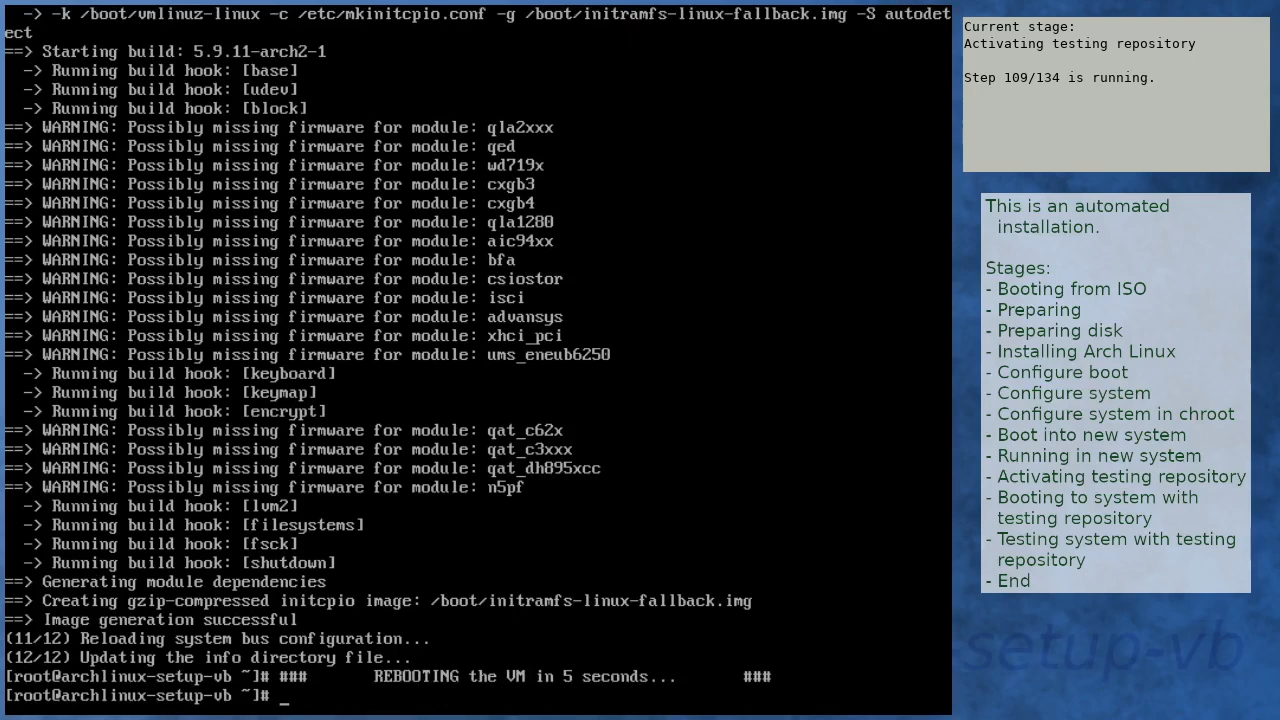 -> -k /boot/vmlinuz-linux -c /etc/mkinitcpio.conf -g /boot/initramfs-linux-fallback.img -S autodet
ect
==> Starting build: 5.9.11-arch2-1
-> Running build hook: [base]
-> Running build hook: [udev]
-> Running build hook: [block]
==> WARNING: Possibly missing firmware for module: qla2xxx
==> WARNING: Possibly missing firmware for module: qed
==> WARNING: Possibly missing firmware for module: wd719x
==> WARNING: Possibly missing firmware for module: cxgb3
==> WARNING: Possibly missing firmware for module: cxgb4
==> WARNING: Possibly missing firmware for module: qla1280
==> WARNING: Possibly missing firmware for module: aic94xx
==> WARNING: Possibly missing firmware for module: bfa
==> WARNING: Possibly missing firmware for module: csiostor
==> WARNING: Possibly missing firmware for module: isci
==> WARNING: Possibly missing firmware for module: advansys
==> WARNING: Possibly missing firmware for module: xhci_pci
==> WARNING: Possibly missing firmware for module: ums_eneub6250
-> Running build hook: [keyboard]
-> Running build hook: [keymap]
-> Running build hook: [encrypt]
==> WARNING: Possibly missing firmware for module: qat_c62x
==> WARNING: Possibly missing firmware for module: qat_c3xxx
==> WARNING: Possibly missing firmware for module: qat_dh895xcc
==> WARNING: Possibly missing firmware for module: n5pf
-> Running build hook: [lvm2]
-> Running build hook: [filesystems]
-> Running build hook: [fsck]
-> Running build hook: [shutdown]
==> Generating module dependencies
==> Creating gzip-compressed initcpio image: /boot/initramfs-linux-fallback.img
==> Image generation successful
(11/12) Reloading system bus configuration...
(12/12) Updating the info directory file...
[root@archlinux-setup-vb ~]# ### REBOOTING the VM in 5 seconds... ###
[root@archlinux-setup-vb ~]# _
Current stage:
Activating testing repository
Step 109/134 is running.
This is an automated
installation.
Stages:
- Booting from ISO
- Preparing
- Preparing disk
- Installing Arch Linux
- Configure boot
- Configure system
- Configure system in chroot
- Boot into new system
- Running in new system
- Activating testing repository
- Booting to system with
testing repository
- Testing system with testing
repository
- End
setup-vb